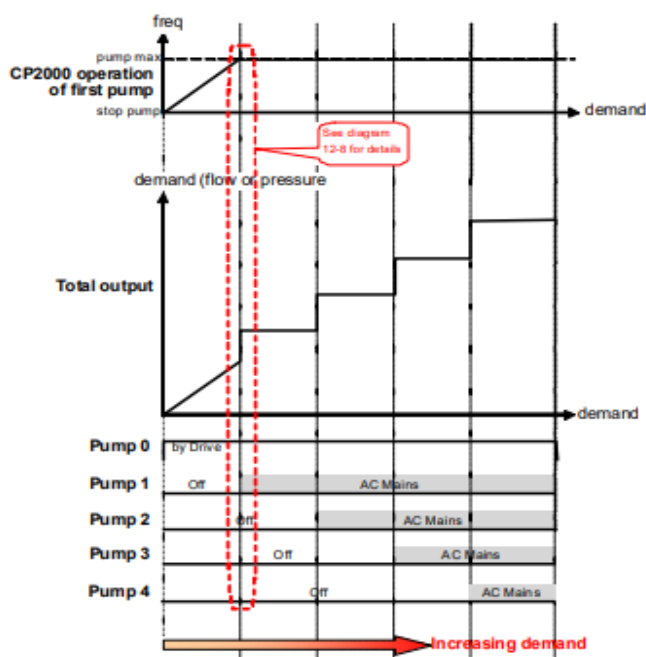 freq
pump max
CP2000 operation
of first pump
stop pump
demand
See diagram
12-8 for details
demand (flow or pressure
Total output
demand
Pump 0 by Drive
Pump 1 Off AC Mains
Pump 2 Off AC Mains
Pump 3 Off AC Mains
Pump 4 Off AC Mains
Increasing demand